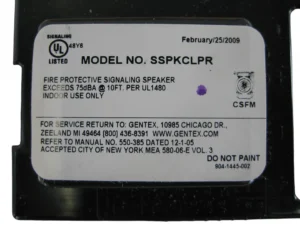 SIGNALING
February/25/2009
UL 48Y8
LISTED
MODEL NO. SSPKCLPR
FIRE PROTECTIVE SIGNALING SPEAKER
EXCEEDS 75dBA @ 10FT. PER UL1480
INDOOR USE ONLY
CSFM
FOR SERVICE RETURN TO: GENTEX, 10985 CHICAGO DR.,
ZEELAND MI 49464 (800) 436-8391 WWW.GENTEX.COM
REFER TO MANUAL NO. 550-385 DATED 12-1-05
ACCEPTED CITY OF NEW YORK MEA 580-06-E VOL. 3
DO NOT PAINT
904-1445-002